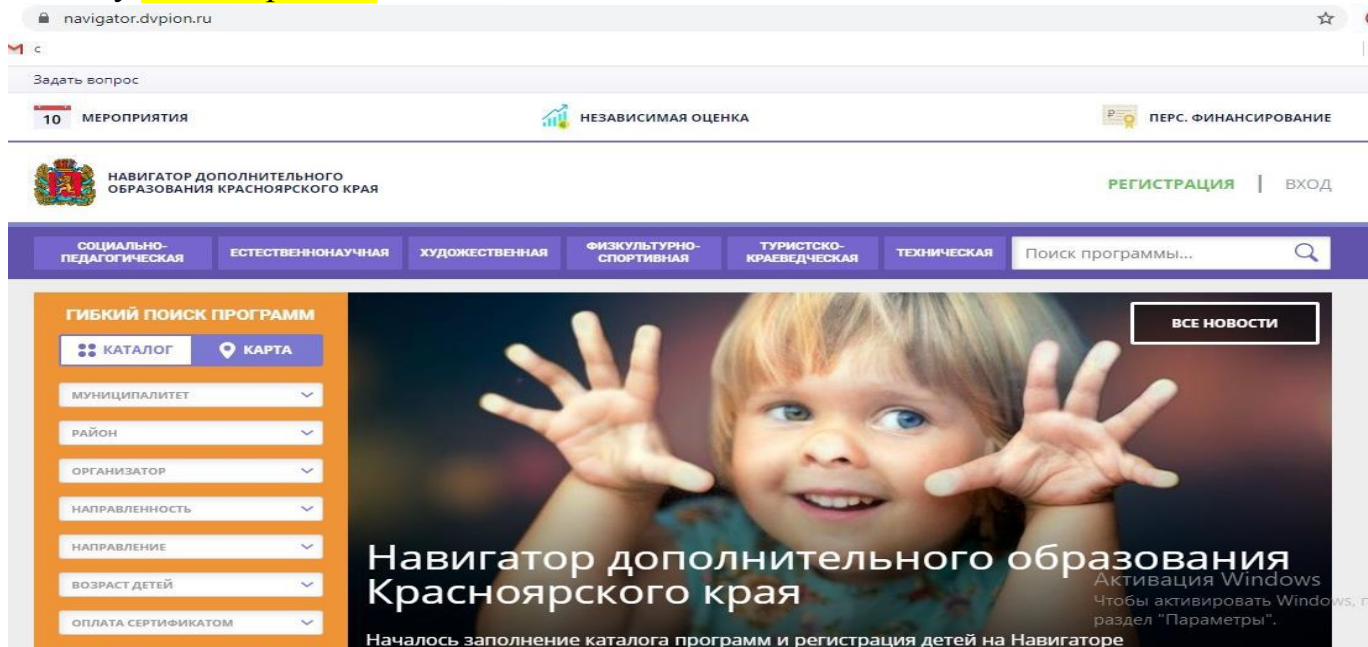 navigator.dvpion.ru
с
Задать вопрос
10 МЕРОПРИЯТИЯ
НЕЗАВИСИМАЯ ОЦЕНКА
ПЕРС. ФИНАНСИРОВАНИЕ
НАВИГАТОР ДОПОЛНИТЕЛЬНОГО
ОБРАЗОВАНИЯ КРАСНОЯРСКОГО КРАЯ
РЕГИСТРАЦИЯ | ВХОД
СОЦИАЛЬНО-
ПЕДАГОГИЧЕСКАЯ
ЕСТЕСТВЕННОНАУЧНАЯ
ХУДОЖЕСТВЕННАЯ
ФИЗКУЛЬТУРНО-
СПОРТИВНАЯ
ТУРИСТСКО-
КРАЕВЕДЧЕСКАЯ
ТЕХНИЧЕСКАЯ
Поиск программы...
ГИБКИЙ ПОИСК ПРОГРАММ
КАТАЛОГ
КАРТА
МУНИЦИПАЛИТЕТ
РАЙОН
ОРГАНИЗАТОР
НАПРАВЛЕННОСТЬ
НАПРАВЛЕНИЕ
ВОЗРАСТ ДЕТЕЙ
ОПЛАТА СЕРТИФИКАТОМ
ВСЕ НОВОСТИ
Навигатор дополнительного образования
Красноярского края
Началось заполнение каталога программ и регистрация детей на Навигаторе
Активация Windows
Чтобы активировать Windows,
раздел "Параметры".